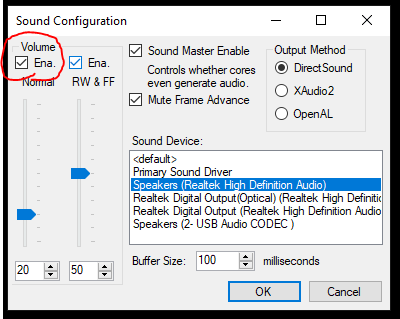 Sound Configuration
Volume
Ena.
Ena.
Normal
RW & FF
20
50
Sound Master Enable
Controls whether cores
even generate audio.
Mute Frame Advance
Output Method
DirectSound
XAudio2
OpenAL
Sound Device:
<default>
Primary Sound Driver
Speakers (Realtek High Definition Audio)
Realtek Digital Output(Optical) (Realtek High Definitio
Realtek Digital Output (Realtek High Definition Audio
Speakers (2- USB Audio CODEC )
Buffer Size:
100
milliseconds
OK
Cancel